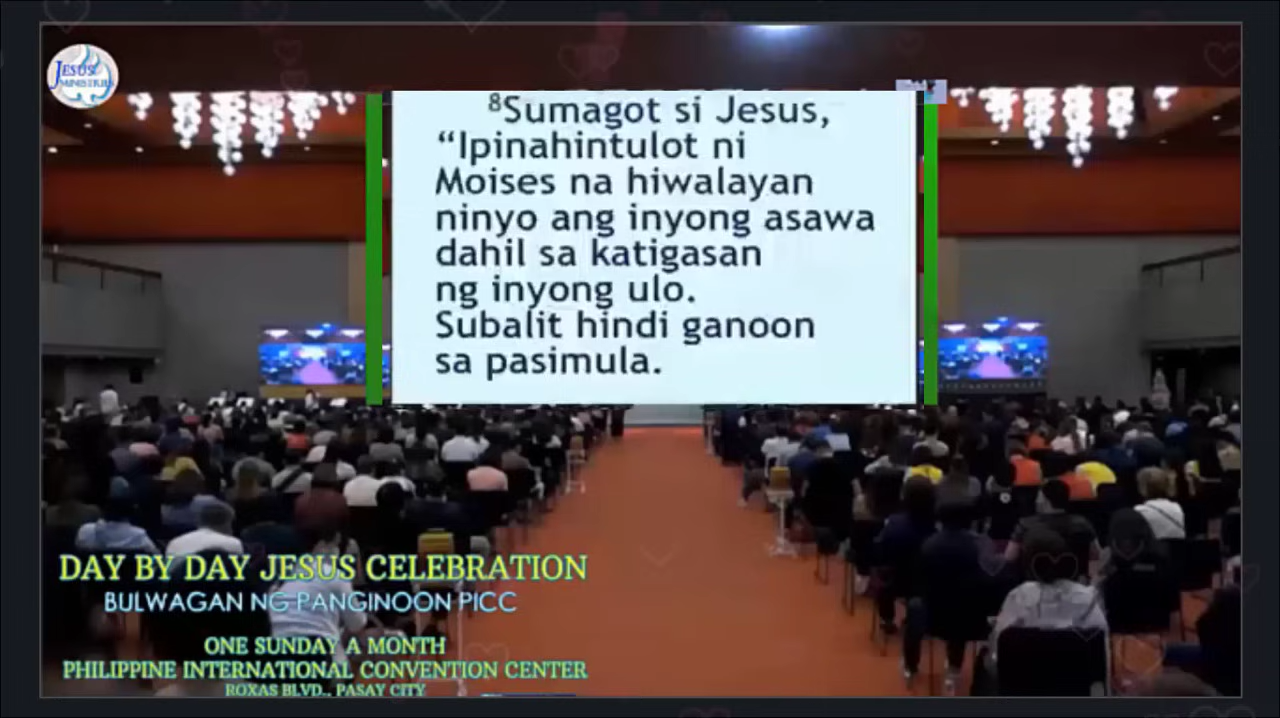 JESUS
MINISTRIES
⁸Sumagot si Jesus,
“Ipinahintulot ni
Moises na hiwalayan
ninyo ang inyong asawa
dahil sa katigasan
ng inyong ulo.
Subalit hindi ganoon
sa pasimula.
DAY BY DAY JESUS CELEBRATION
BULWAGAN NG PANGINOON PICC
ONE SUNDAY A MONTH
PHILIPPINE INTERNATIONAL CONVENTION CENTER
ROXAS BLVD., PASAY CITY